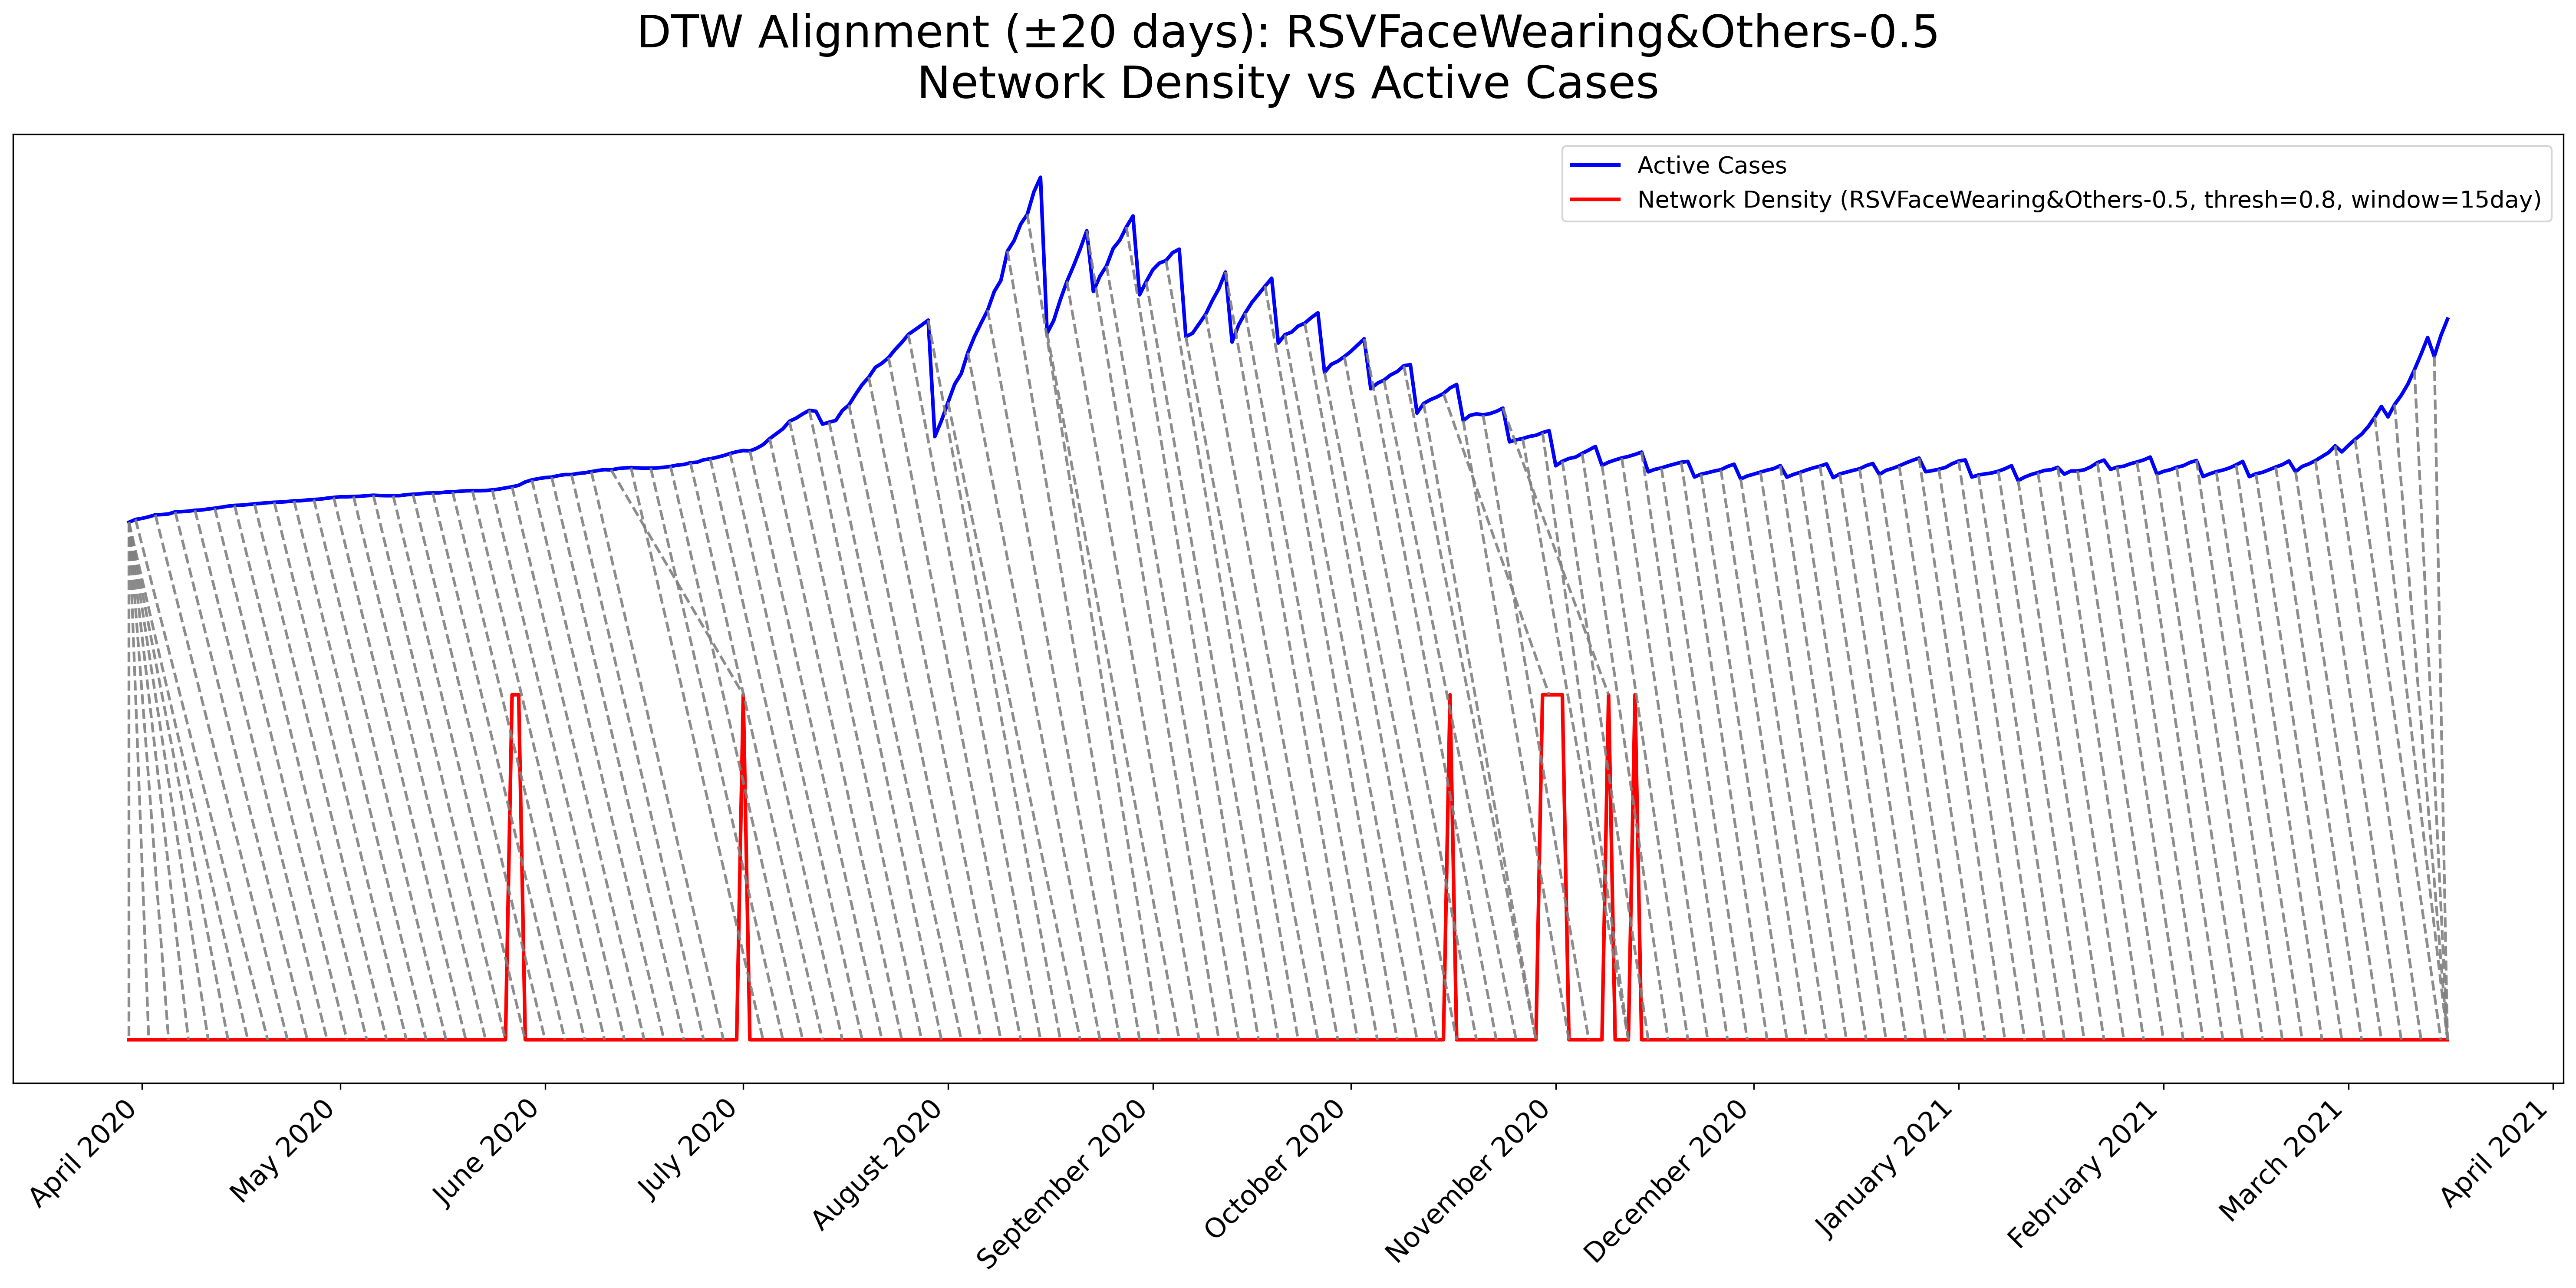 DTW Alignment (±20 days): RSVFaceWearing&Others-0.5
Network Density vs Active Cases
Active Cases
Network Density (RSVFaceWearing&Others-0.5, thresh=0.8, window=15day)
April 2020
May 2020
June 2020
July 2020
August 2020
September 2020
October 2020
November 2020
December 2020
January 2021
February 2021
March 2021
April 2021